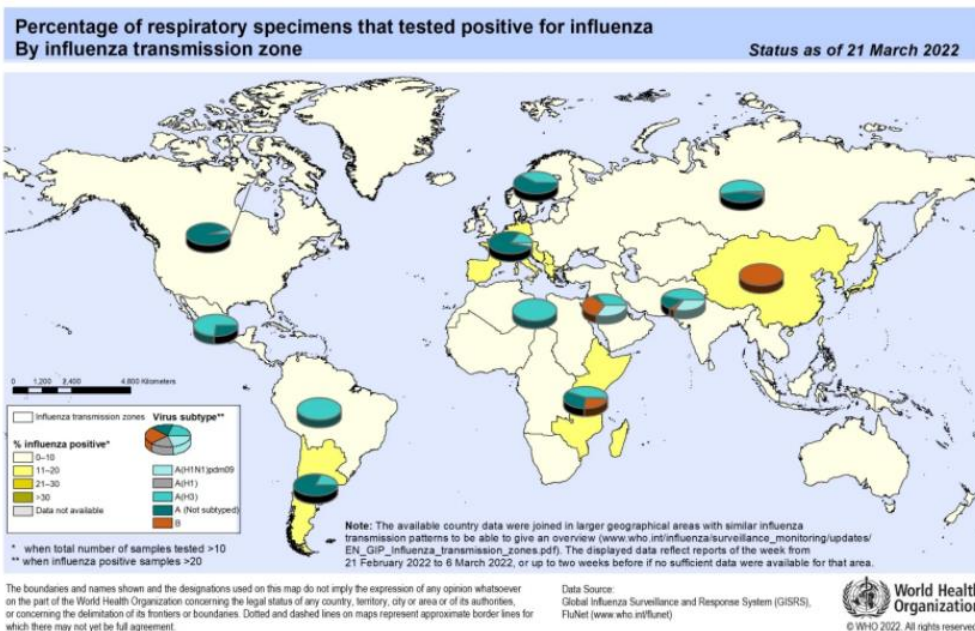 Percentage of respiratory specimens that tested positive for influenza
By influenza transmission zone
Status as of 21 March 2022
0 1,200 2,400 4,800 Kilometers
Influenza transmission zones
% influenza positive*
0–10
11–20
21–30
>30
Data not available
Virus subtype**
A(H1N1)pdm09
A(H1)
A(H3)
A (Not subtyped)
B
* when total number of samples tested >10
** when influenza positive samples >20
Note: The available country data were joined in larger geographical areas with similar influenza
transmission patterns to be able to give an overview (www.who.int/influenza/surveillance_monitoring/updates/
EN_GIP_Influenza_transmission_zones.pdf). The displayed data reflect reports of the week from
21 February 2022 to 6 March 2022, or up to two weeks before if no sufficient data were available for that area.
The boundaries and names shown and the designations used on this map do not imply the expression of any opinion whatsoever
on the part of the World Health Organization concerning the legal status of any country, territory, city or area or of its authorities,
or concerning the delimitation of its frontiers or boundaries. Dotted and dashed lines on maps represent approximate border lines for
which there may not yet be full agreement.
Data Source:
Global Influenza Surveillance and Response System (GISRS),
FluNet (www.who.int/flunet)
World Health
Organization
© WHO 2022. All rights reserved.